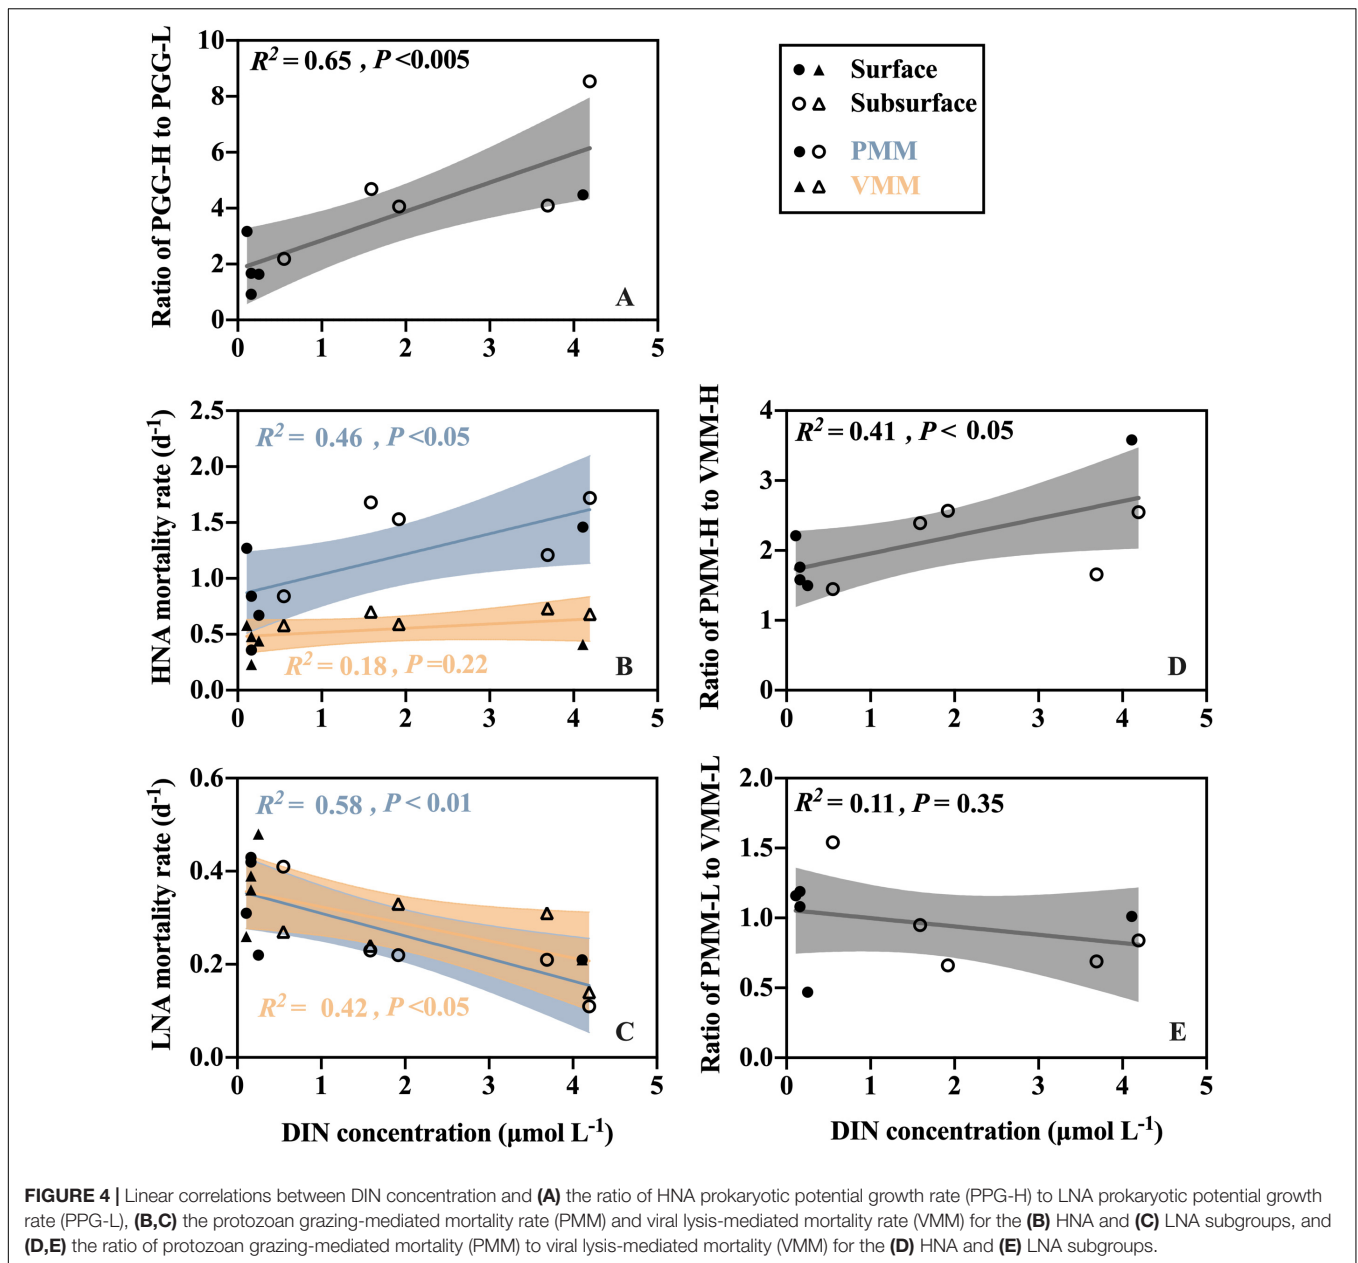 Ratio of PGG-H to PGG-L
10
8
6
4
2
0
R² = 0.65 , P <0.005
A
0 1 2 3 4 5
Surface
Subsurface
PMM
VMM
HNA mortality rate (d⁻¹)
2.5
2.0
1.5
1.0
0.5
0.0
R² = 0.46 , P <0.05
R² = 0.18 , P =0.22
B
0 1 2 3 4 5
Ratio of PMM-H to VMM-H
4
3
2
1
0
R² = 0.41 , P < 0.05
D
0 1 2 3 4 5
LNA mortality rate (d⁻¹)
0.6
0.4
0.2
0.0
R² = 0.58 , P < 0.01
R² = 0.42 , P <0.05
C
0 1 2 3 4 5
DIN concentration (μmol L⁻¹)
Ratio of PMM-L to VMM-L
2.0
1.5
1.0
0.5
0.0
R² = 0.11 , P = 0.35
E
0 1 2 3 4 5
DIN concentration (μmol L⁻¹)
FIGURE 4 | Linear correlations between DIN concentration and (A) the ratio of HNA prokaryotic potential growth rate (PPG-H) to LNA prokaryotic potential growth
rate (PPG-L), (B,C) the protozoan grazing-mediated mortality rate (PMM) and viral lysis-mediated mortality rate (VMM) for the (B) HNA and (C) LNA subgroups, and
(D,E) the ratio of protozoan grazing-mediated mortality (PMM) to viral lysis-mediated mortality (VMM) for the (D) HNA and (E) LNA subgroups.